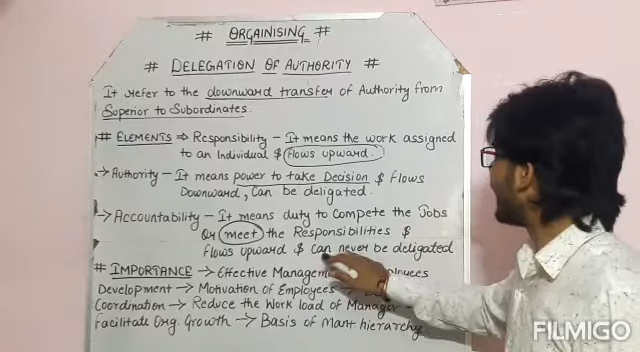 # ORGAINISING #
# DELEGATION OF AUTHORITY #
It refer to the downward transfer of Authority from
Superior to Subordinates.
# ELEMENTS ⇒ Responsibility - It means the work assigned
to an Individual $ flows upward.
→ Authority - It means power to take Decision $ flows
Downward, Can be deligated.
→ Accountability - It means duty to Compete the Jobs
or meet the Responsibilities $
flows upward $ Can never be deligated
# IMPORTANCE → Effective
Development → Motivation of Employees →
Coordination → Reduce the Work load of Manager
facilitate Org. Growth → Basis of hierarchy
FILMIGO